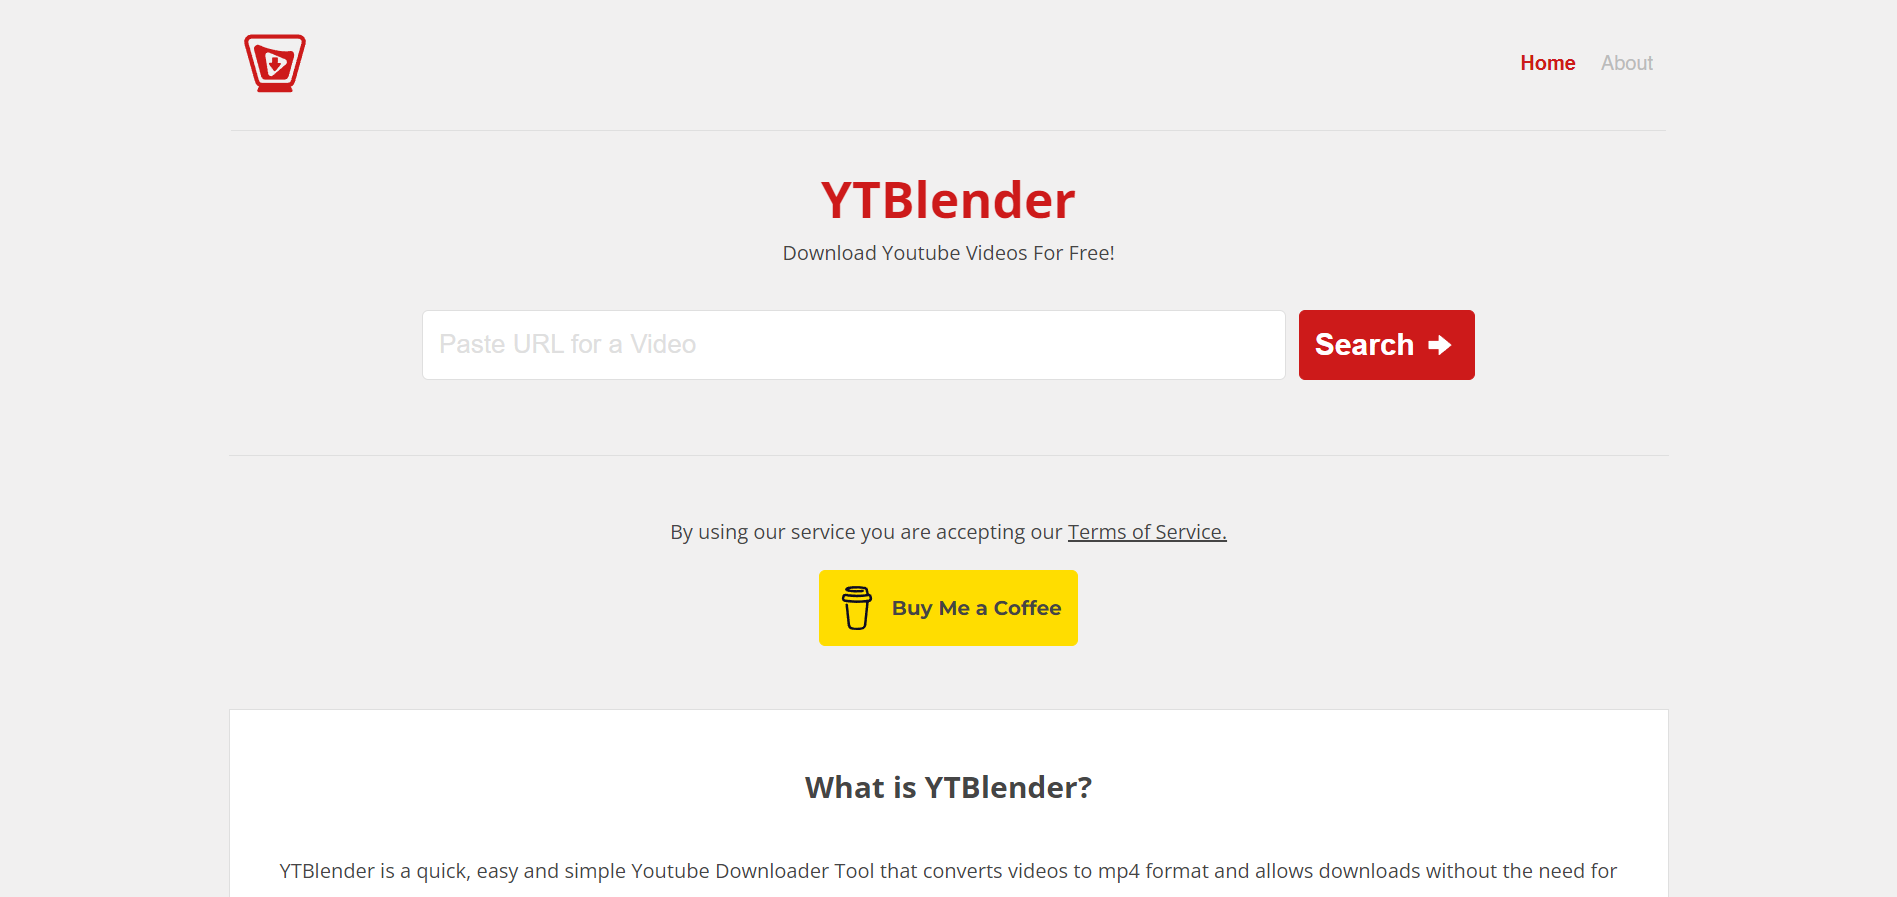 Home About
YTBlender
Download Youtube Videos For Free!
Paste URL for a Video
Search
By using our service you are accepting our Terms of Service.
Buy Me a Coffee
What is YTBlender?
YTBlender is a quick, easy and simple Youtube Downloader Tool that converts videos to mp4 format and allows downloads without the need for